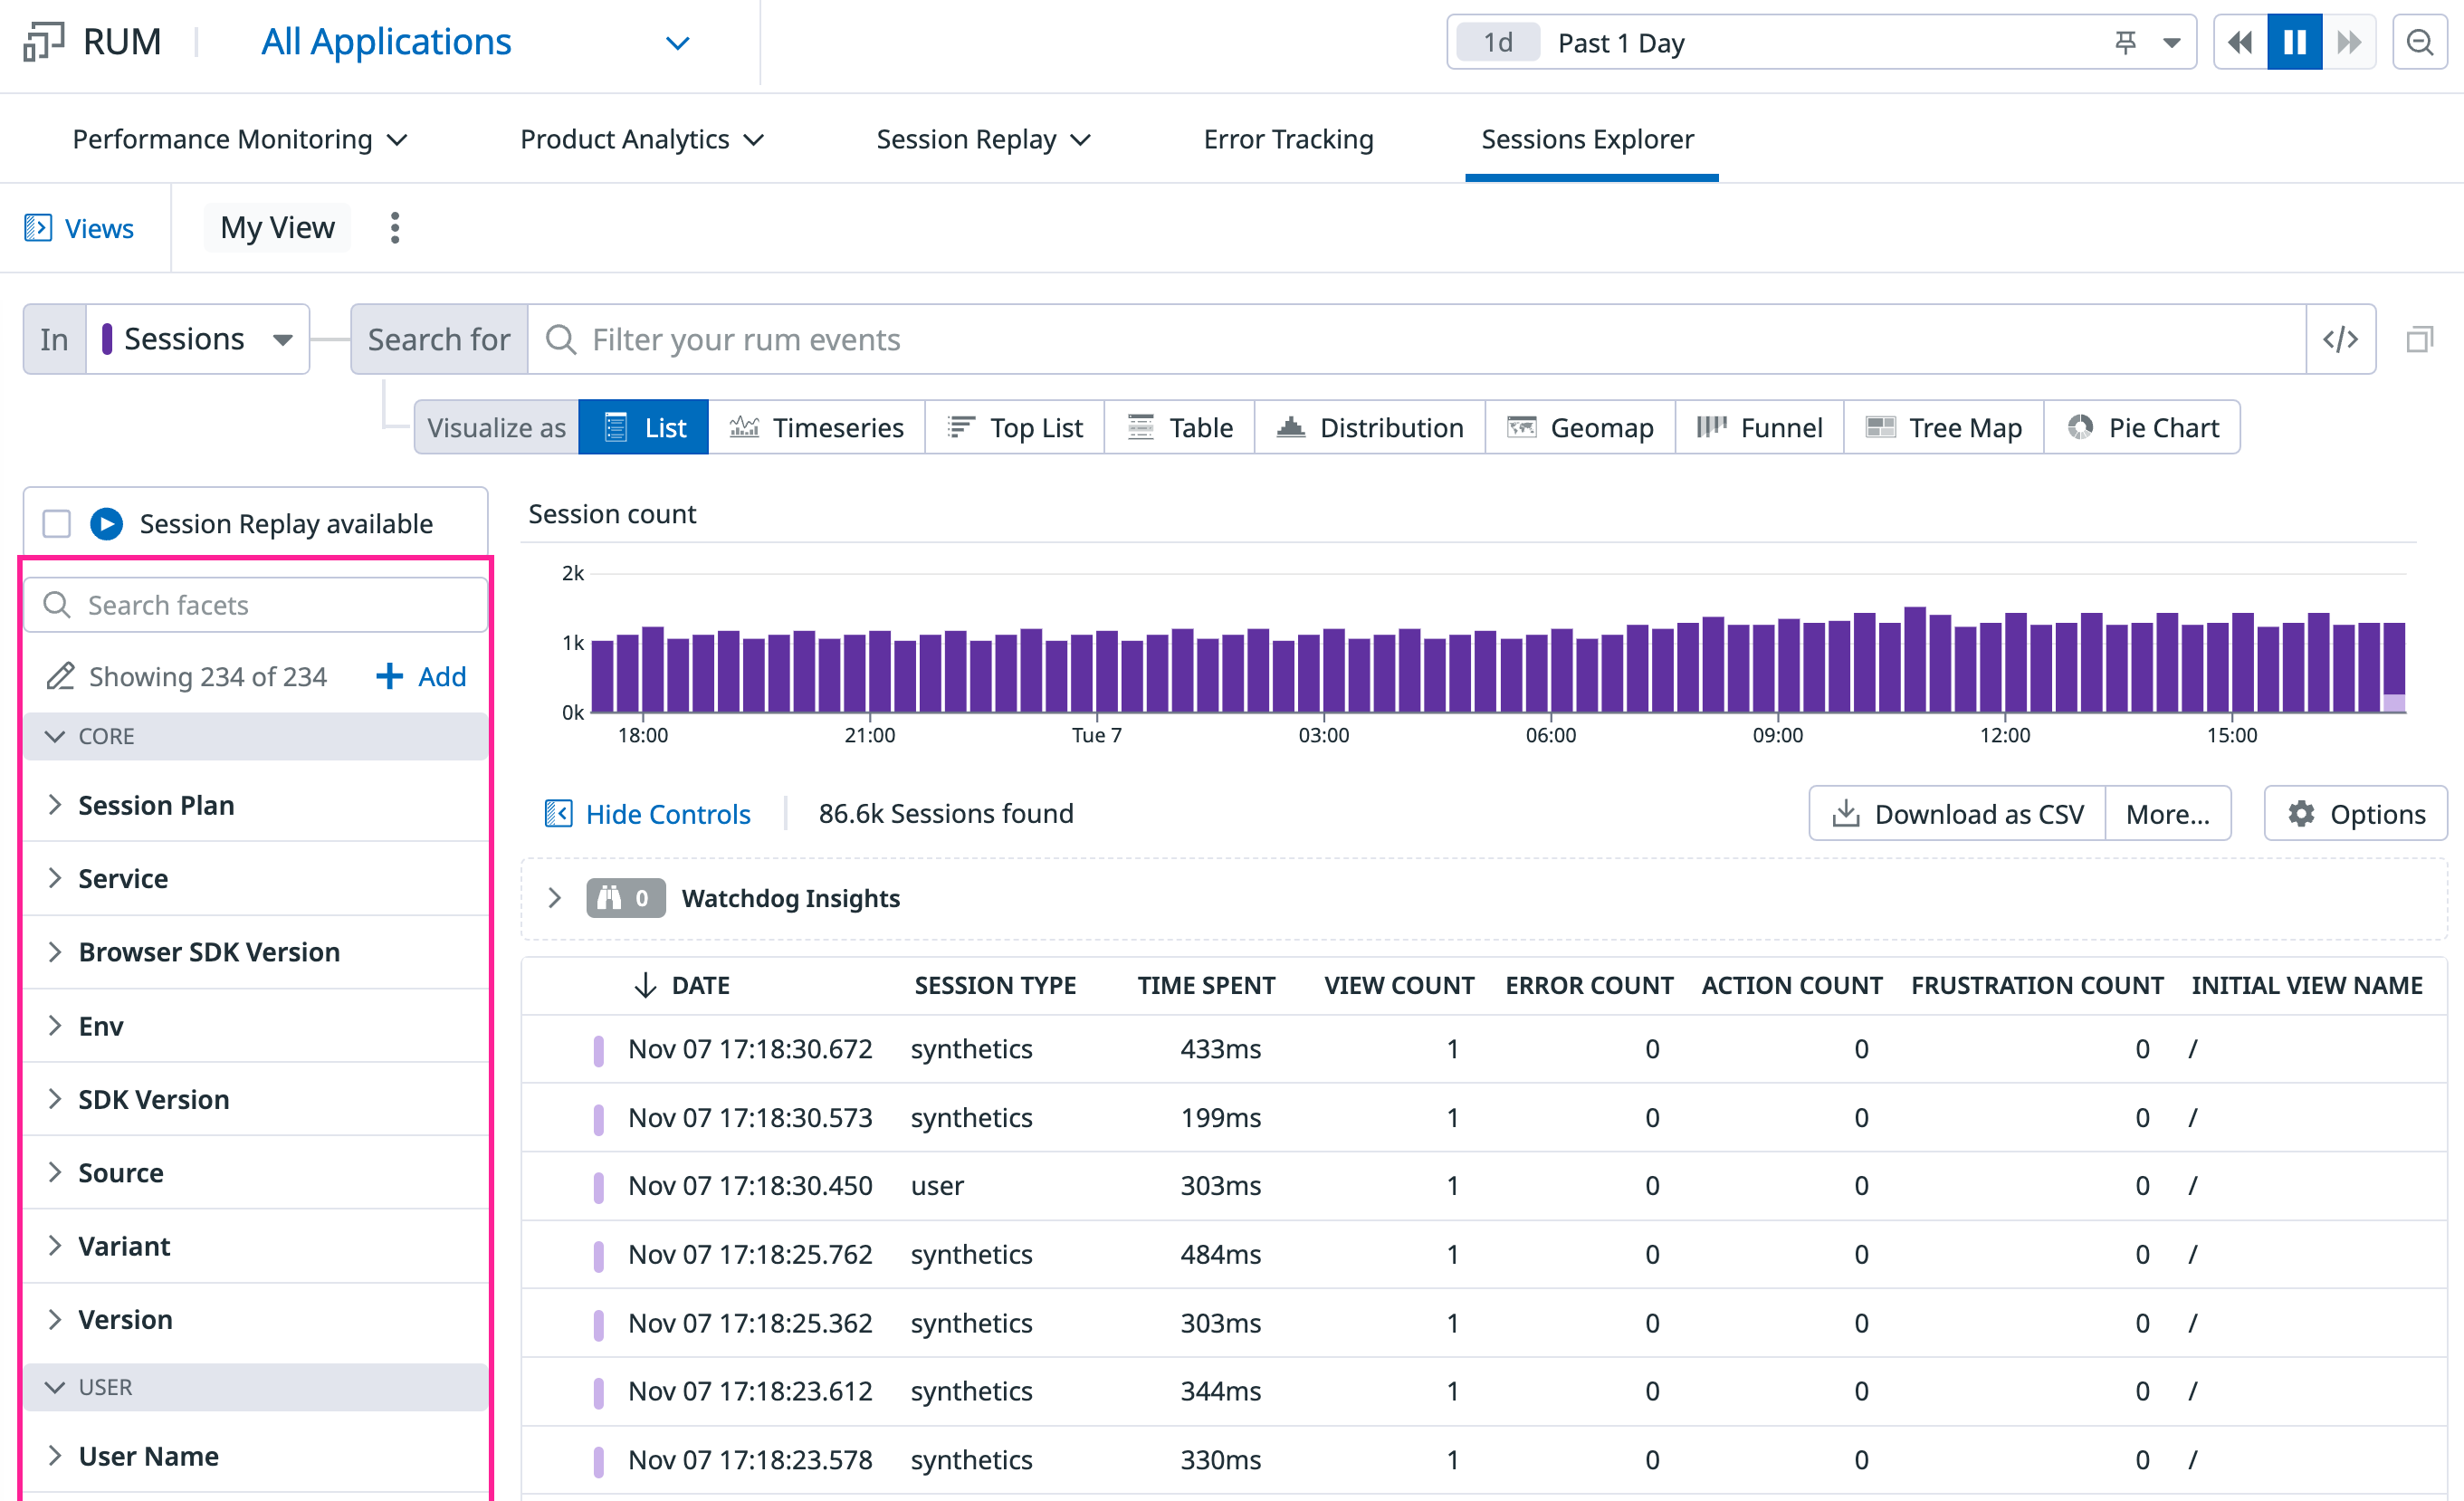 RUM All Applications 1d Past 1 Day
Performance Monitoring Product Analytics Session Replay Error Tracking Sessions Explorer
Views My View
In Sessions Search for Filter your rum events </>
Visualize as List Timeseries Top List Table Distribution Geomap Funnel Tree Map Pie Chart
Session Replay available
Search facets
Showing 234 of 234 + Add
CORE
Session Plan
Service
Browser SDK Version
Env
SDK Version
Source
Variant
Version
USER
User Name
Session count
2k
1k
0k
18:00 21:00 Tue 7 03:00 06:00 09:00 12:00 15:00
Hide Controls 86.6k Sessions found Download as CSV More... Options
0 Watchdog Insights
DATE SESSION TYPE TIME SPENT VIEW COUNT ERROR COUNT ACTION COUNT FRUSTRATION COUNT INITIAL VIEW NAME
Nov 07 17:18:30.672 synthetics 433ms 1 0 0 0 /
Nov 07 17:18:30.573 synthetics 199ms 1 0 0 0 /
Nov 07 17:18:30.450 user 303ms 1 0 0 0 /
Nov 07 17:18:25.762 synthetics 484ms 1 0 0 0 /
Nov 07 17:18:25.362 synthetics 303ms 1 0 0 0 /
Nov 07 17:18:23.612 synthetics 344ms 1 0 0 0 /
Nov 07 17:18:23.578 synthetics 330ms 1 0 0 0 /